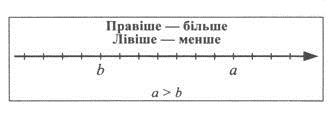 Правіше — більше
Лівіше — менше
b a
a > b